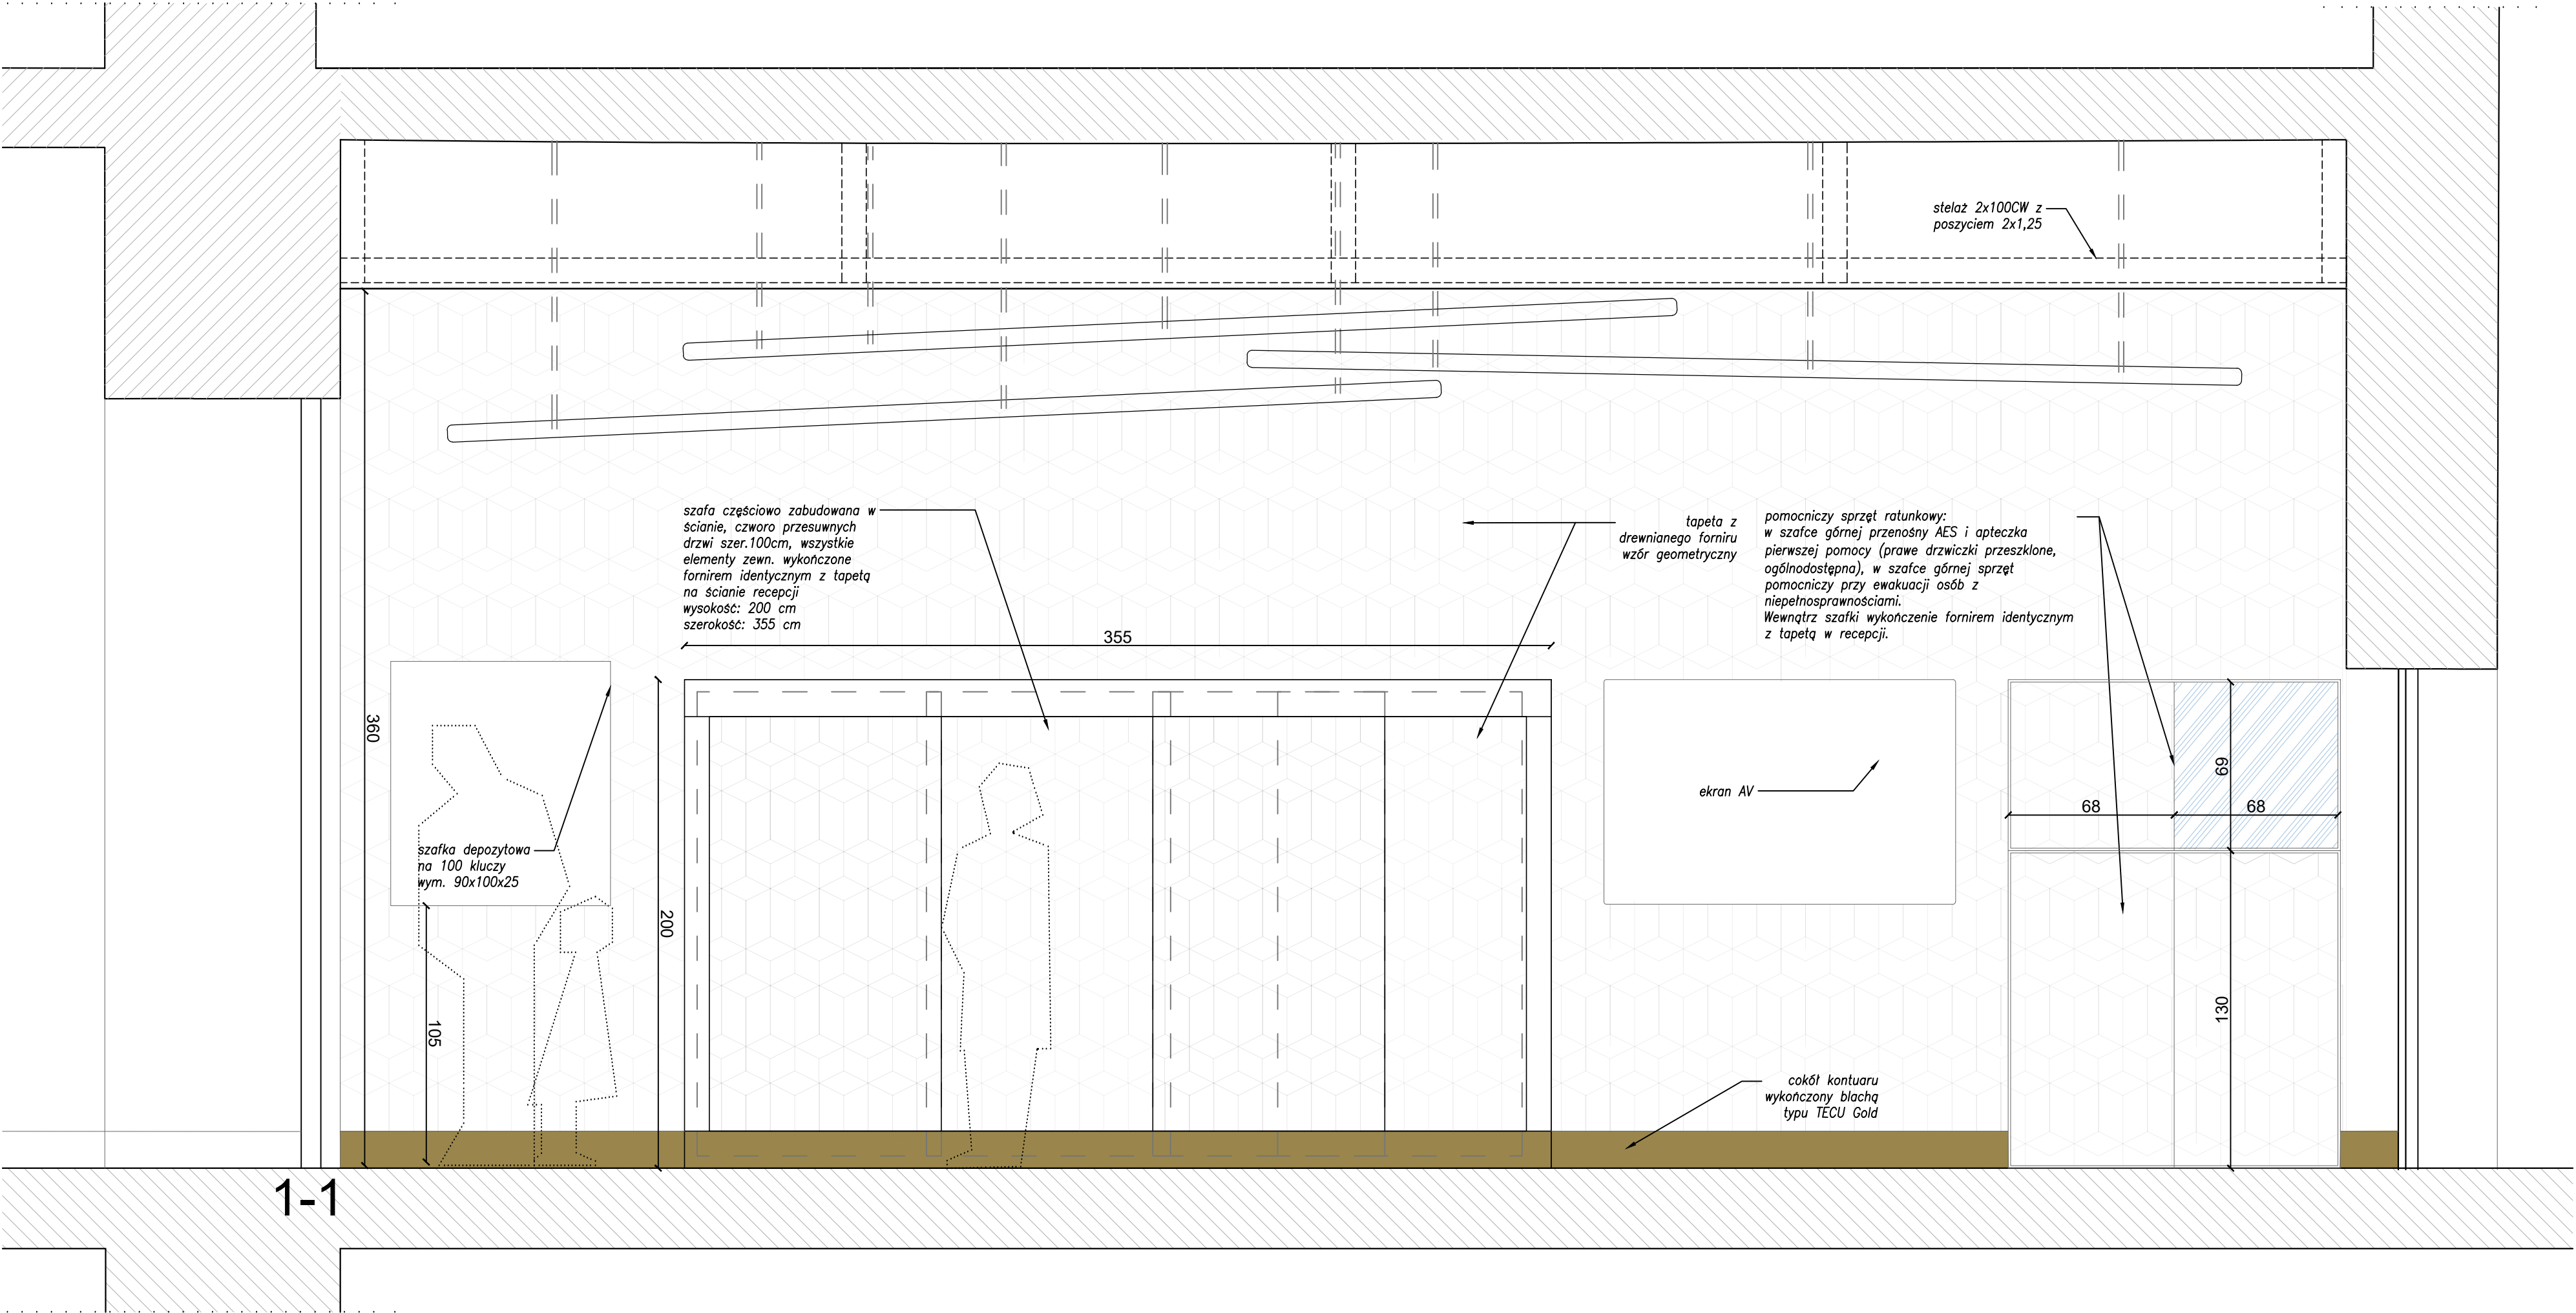 stelaż 2x100CW z
poszyciem 2x1,25
szafa częściowo zabudowana w
ścianie, czworo przesuwnych
drzwi szer.100cm, wszystkie
elementy zewn. wykończone
fornirem identycznym z tapetą
na ścianie recepcji
wysokość: 200 cm
szerokość: 355 cm
tapeta z
drewnianego forniru
wzór geometryczny
pomocniczy sprzęt ratunkowy:
w szafce górnej przenośny AES i apteczka
pierwszej pomocy (prawe drzwiczki przeszklone,
ogólnodostępna), w szafce górnej sprzęt
pomocniczy przy ewakuacji osób z
niepełnosprawnościami.
Wewnątrz szafki wykończenie fornirem identycznym
z tapetą w recepcji.
355
360
200
105
szafka depozytowa
na 100 kluczy
wym. 90x100x25
ekran AV
69
68
68
130
cokół kontuaru
wykończony blachą
typu TECU Gold
1-1